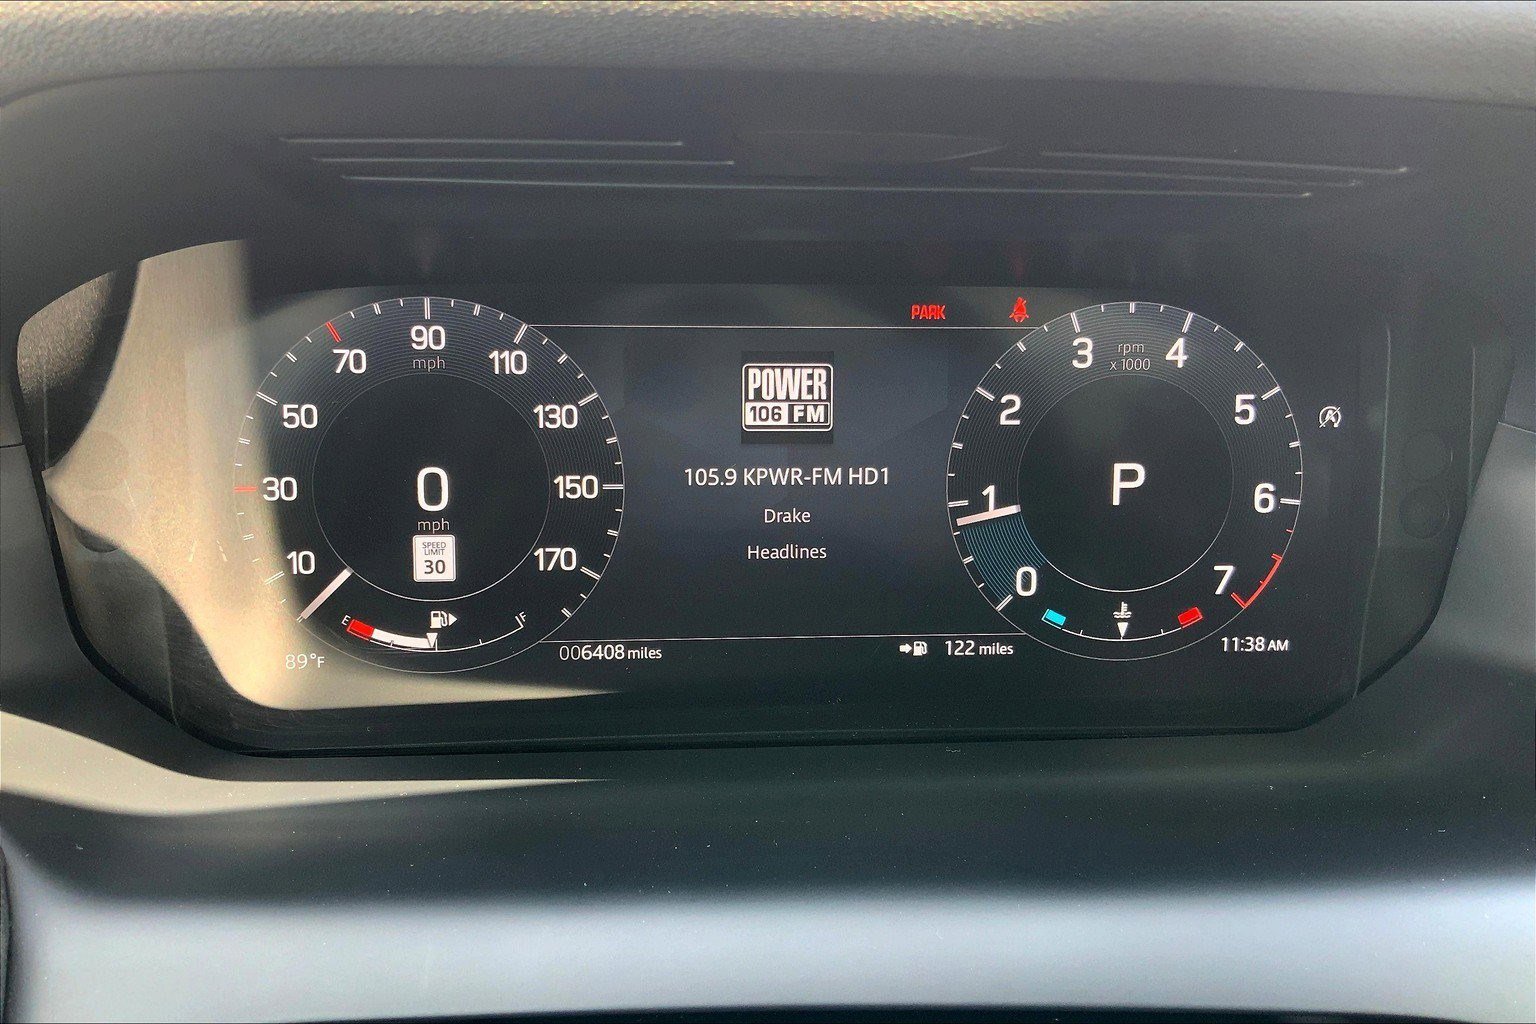 PARK
90
mph
70
110
50
130
30
150
10
170
0
mph
SPEED
LIMIT
30
E
F
89°F
006408 miles
POWER
106 FM
105.9 KPWR-FM HD1
Drake
Headlines
122 miles
rpm
x 1000
3
4
2
5
1
6
0
7
P
A
11:38 AM